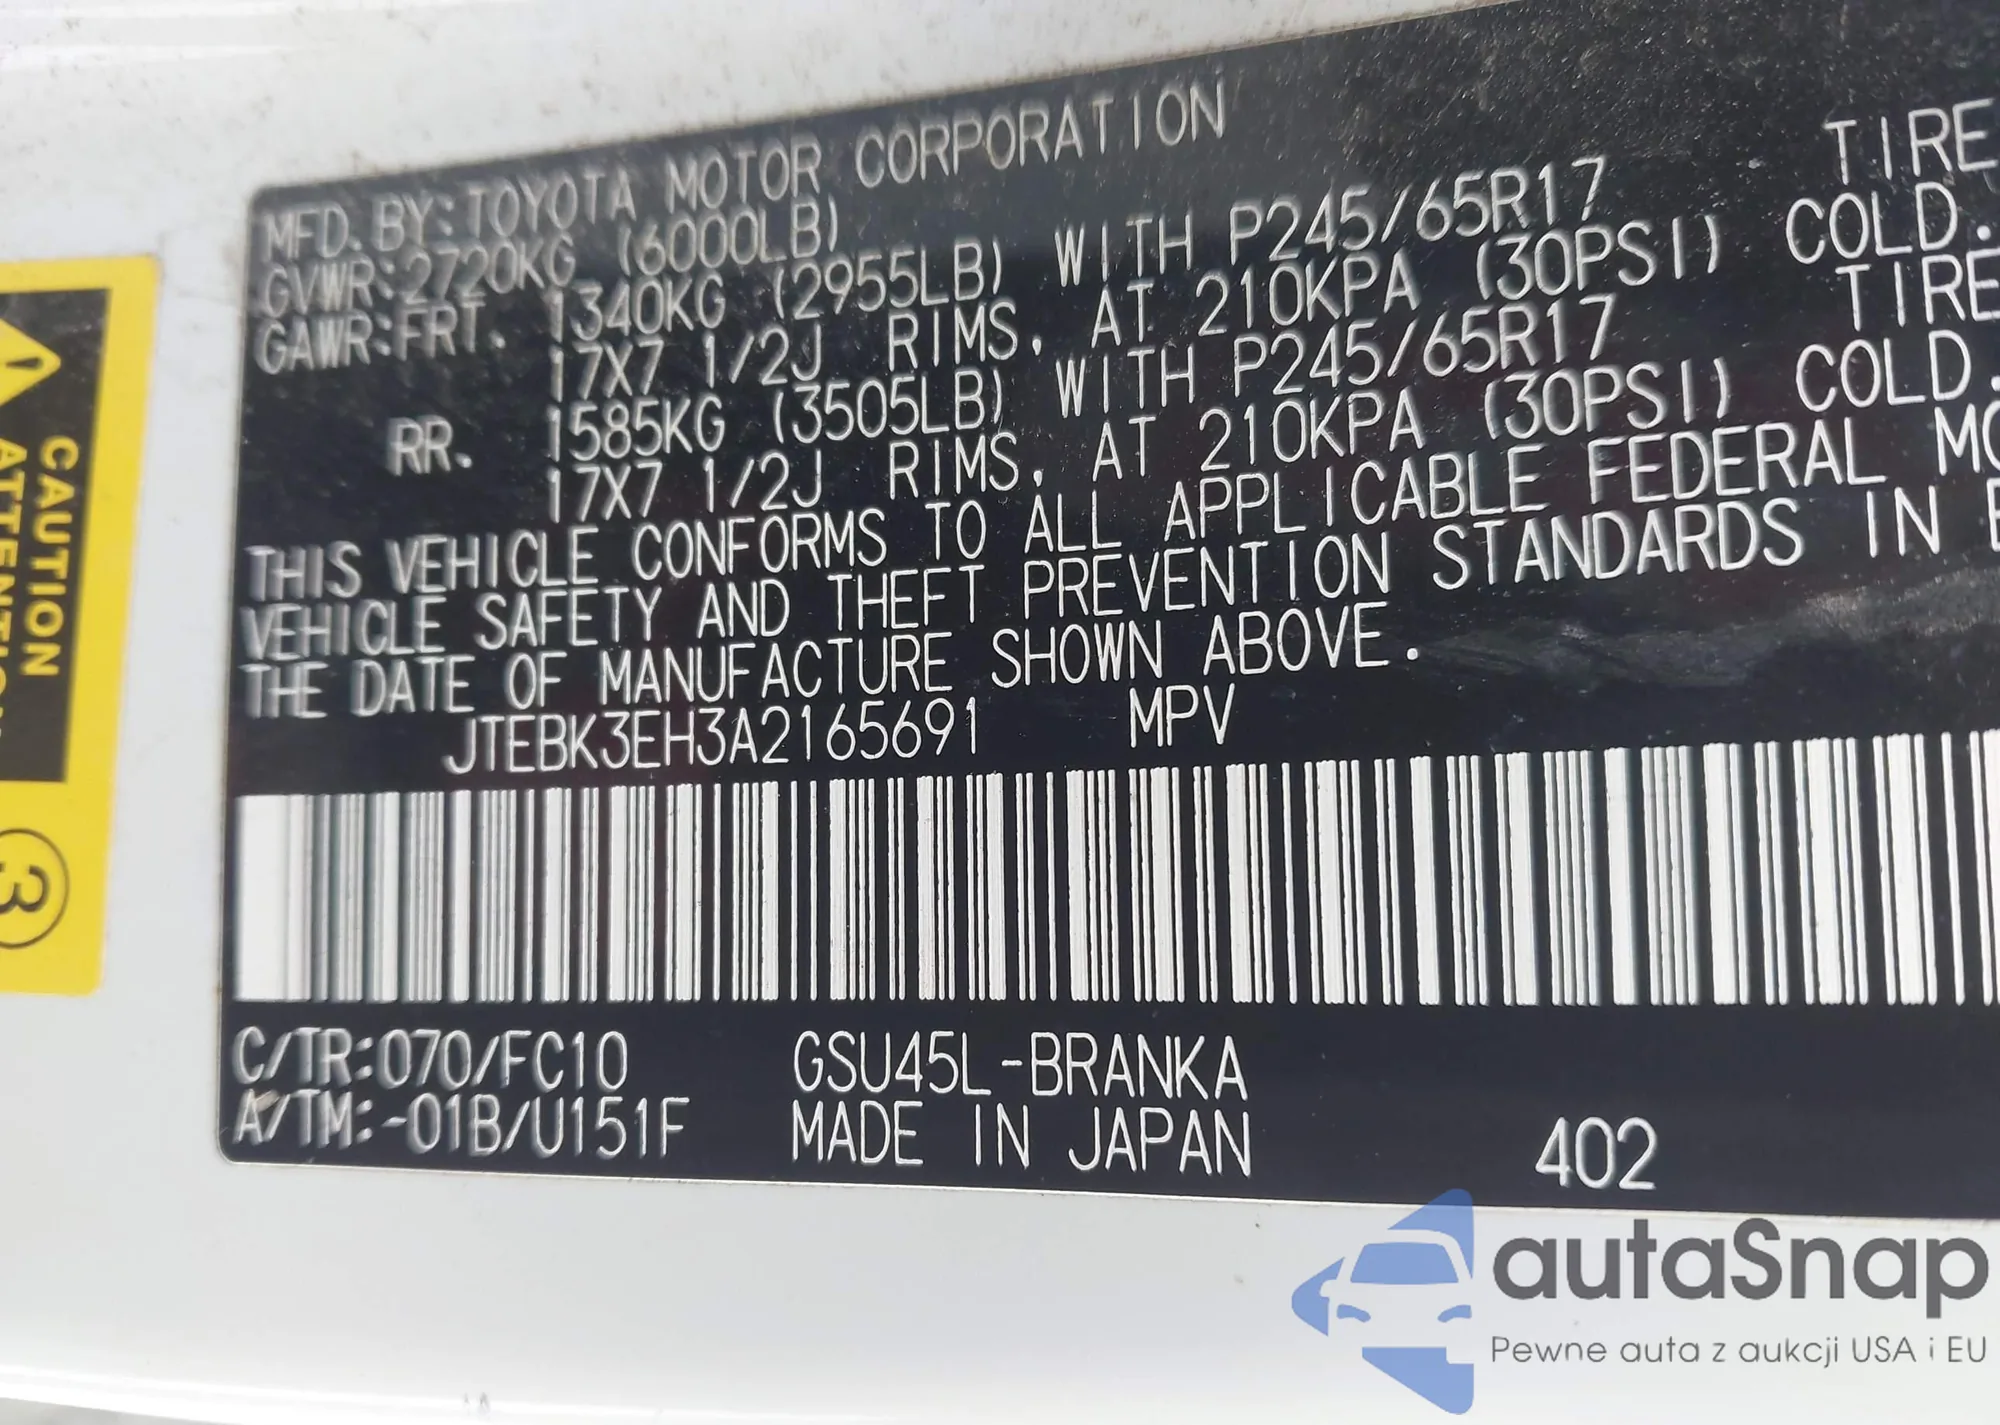 MFD. BY: TOYOTA MOTOR CORPORATION
GVWR: 2720KG (6000LB)
GAWR: FRT. 1340KG (2955LB) WITH P245/65R17 TIRE
17X7 1/2J RIMS, AT 210KPA (30PSI) COLD.
RR. 1585KG (3505LB) WITH P245/65R17 TIRE
17X7 1/2J RIMS, AT 210KPA (30PSI) COLD.
THIS VEHICLE CONFORMS TO ALL APPLICABLE FEDERAL MO
VEHICLE SAFETY AND THEFT PREVENTION STANDARDS IN
THE DATE OF MANUFACTURE SHOWN ABOVE.
JTEBK3EH3A2165691 MPV
C/TR: 070/FC10 GSU45L-BRANKA
A/TM: -01B/U151F MADE IN JAPAN 402
CAUTION
ATTENTION
3
autaSnap
Pewne auta z aukcji USA i EU